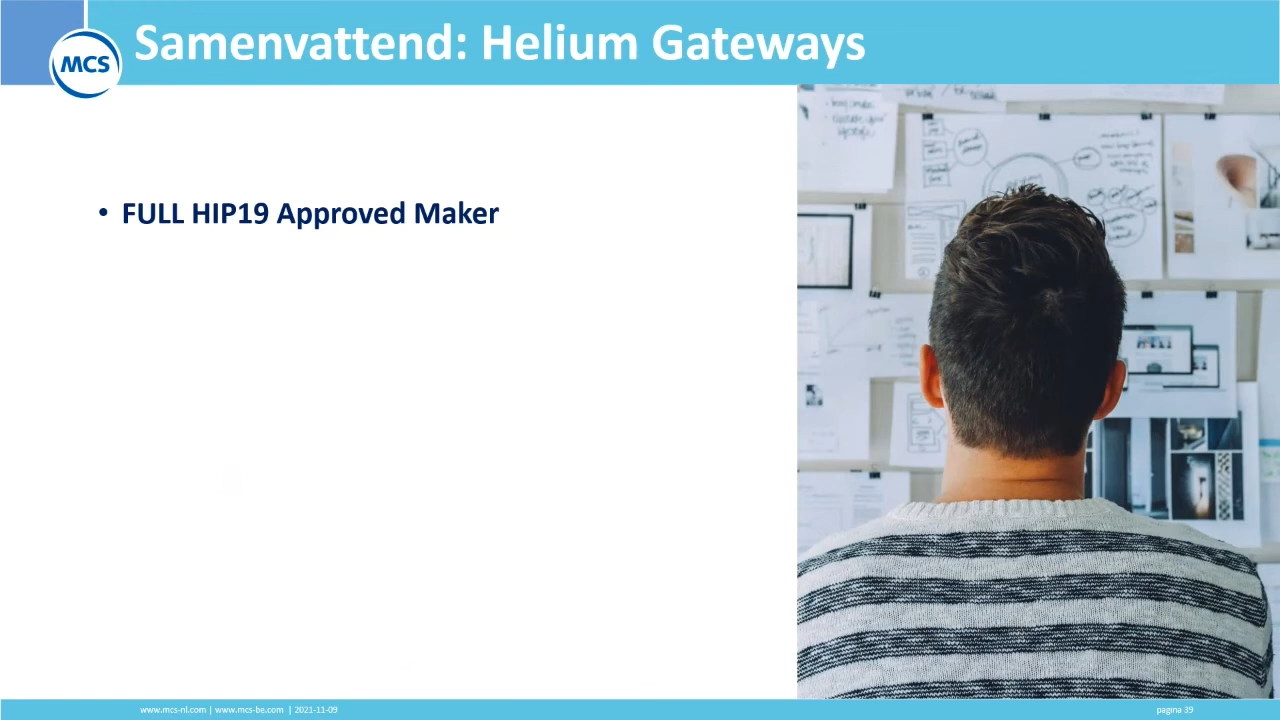 Samenvattend: Helium Gateways
MCS
• FULL HIP19 Approved Maker
www.mcs-nl.com | www.mcs-be.com | 2021-11-09
pagina 39